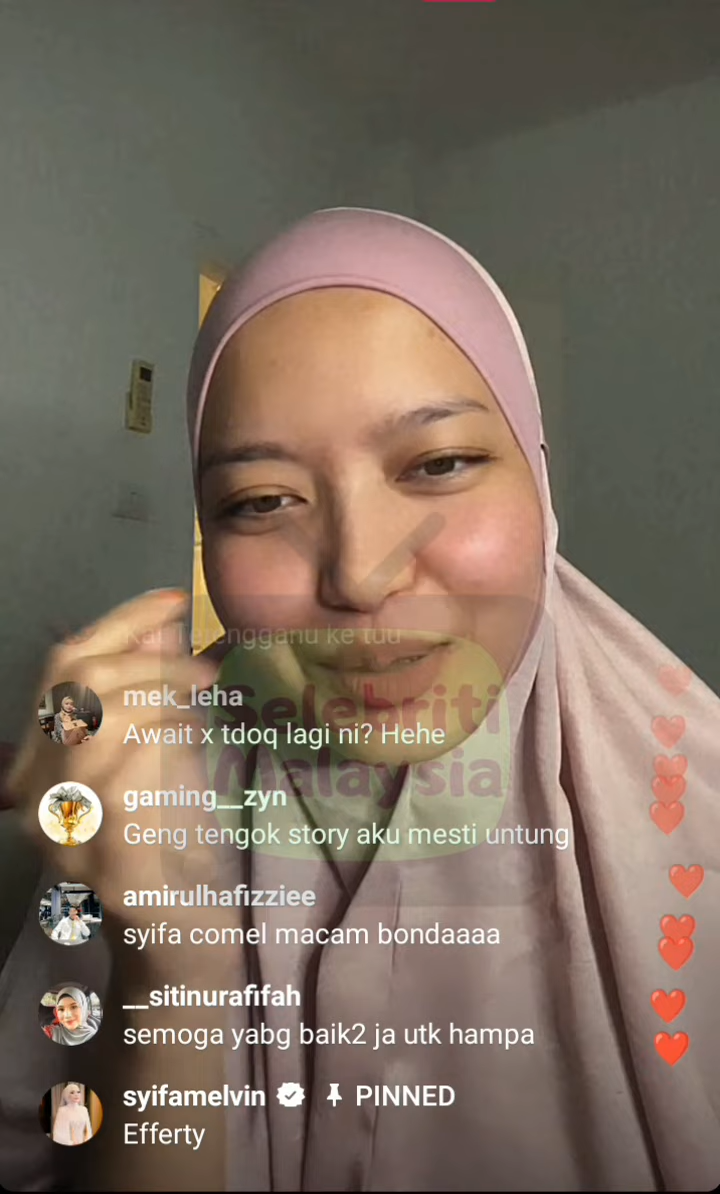 Kat Terengganu ke tuu
mek_leha
Await x tdoq lagi ni? Hehe
gaming__zyn
Geng tengok story aku mesti untung
amirulhafizziee
syifa comel macam bondaaaa
__sitinurafifah
semoga yabg baik2 ja utk hampa
syifamelvin PINNED
Efferty
Selebriti
Malaysia